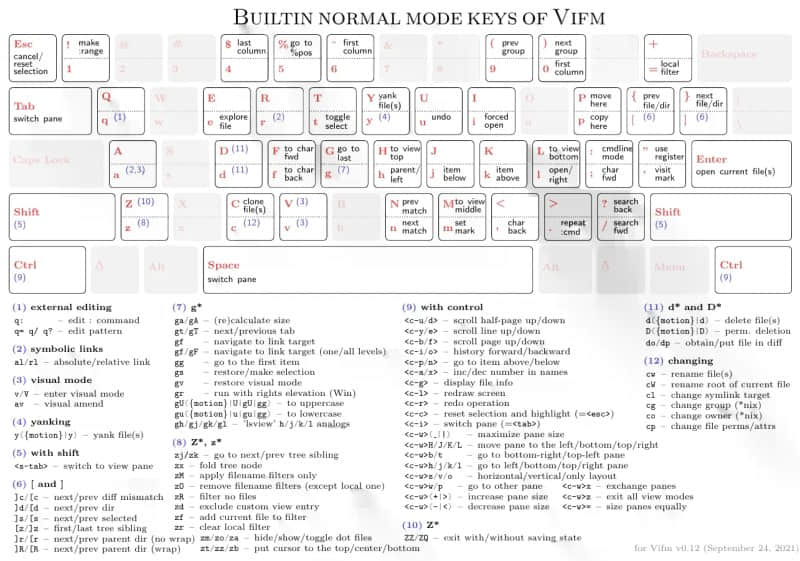 BUILTIN NORMAL MODE KEYS OF VIFM
Esc cancel/ reset selection
! make :range 1
@ 2
# 3
$ last column 4
% go to %pos 5
^ first column 6
& 7
* 8
( prev group 9
) next group 0 first column
+ = local filter
Backspace
Tab switch pane
Q q (1)
W w
E e explore file
R r (2)
T t toggle select
Y yank file(s) y (4)
U u undo
I i forced open
O o
P move here p copy here
{ prev file/dir [ (6)
} next file/dir ] (6)
| \
Caps Lock
A a (2,3)
S s
D (11) d (11)
F to char fwd f to char back
G go to last g (7)
H to view top h parent/ left
J j item below
K k item above
L to view bottom l open/ right
: cmdline mode ; char fwd
" use register ' visit mark
Enter open current file(s)
Shift (5)
Z (10) z (8)
X x
C clone file(s) c (12)
V (3) v (3)
B b
N prev match n next match
M to view middle m set mark
< , char back
> . repeat :cmd
? search back / search fwd
Shift (5)
Ctrl (9)
Alt
Space switch pane
Alt
Menu
Ctrl (9)
(1) external editing
q: – edit : command
q= q/ q? – edit pattern
(2) symbolic links
al/rl – absolute/relative link
(3) visual mode
v/V – enter visual mode
av – visual amend
(4) yanking
y({motion}|y) – yank file(s)
(5) with shift
<s-tab> – switch to view pane
(6) [ and ]
]c/[c – next/prev diff mismatch
]d/[d – next/prev dir
]s/[s – next/prev selected
[z/]z – first/last tree sibling
]r/[r – next/prev parent dir (no wrap)
]R/[R – next/prev parent dir (wrap)
(7) g*
ga/gA – (re)calculate size
gt/gT – next/previous tab
gf – navigate to link target
gf/gF – navigate to link target (one/all levels)
gg – go to the first item
gs – restore/make selection
gv – restore visual mode
gr – run with rights elevation (Win)
gU({motion}|U|gU|gg) – to uppercase
gu({motion}|u|gu|gg) – to lowercase
gh/gj/gk/gl – 'lsview' h/j/k/l analogs
(8) Z*, z*
zj/zk – go to next/prev tree sibling
zx – fold tree node
zM – apply filename filters only
zO – remove filename filters (except local one)
zR – filter no files
zd – exclude custom view entry
zf – add current file to filter
zr – clear local filter
zm/zo/za – hide/show/toggle dot files
zt/zz/zb – put cursor to the top/center/bottom
(9) with control
<c-u/d> – scroll half-page up/down
<c-y/e> – scroll line up/down
<c-b/f> – scroll page up/down
<c-i/o> – history forward/backward
<c-p/n> – go to item above/below
<c-a/x> – inc/dec number in names
<c-g> – display file info
<c-l> – redraw screen
<c-r> – redo operation
<c-c> – reset selection and highlight (=<esc>)
<c-i> – switch pane (=<tab>)
<c-w>(_||) – maximize pane size
<c-w>H/J/K/L – move pane to the left/bottom/top/right
<c-w>b/t – go to bottom-right/top-left pane
<c-w>h/j/k/l – go to left/bottom/top/right pane
<c-w>s/v/o – horizontal/vertical/only layout
<c-w>w/p – go to other pane <c-w>x – exchange panes
<c-w>(+|>) – increase pane size <c-w>z – exit all view modes
<c-w>(-|<) – decrease pane size <c-w>= – size panes equally
(10) Z*
ZZ/ZQ – exit with/without saving state
(11) d* and D*
d({motion}|d) – delete file(s)
D({motion}|D) – perm. deletion
do/dp – obtain/put file in diff
(12) changing
cw – rename file(s)
cW – rename root of current file
cl – change symlink target
cg – change group (*nix)
co – change owner (*nix)
cp – change file perms/attrs
for Vifm v0.12 (September 24, 2021)